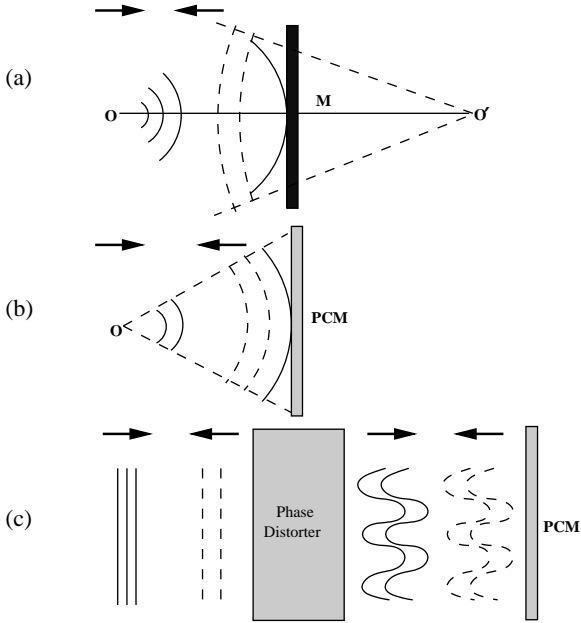 (a)
M
O
O'
(b)
PCM
O
(c)
Phase
Distorter
PCM